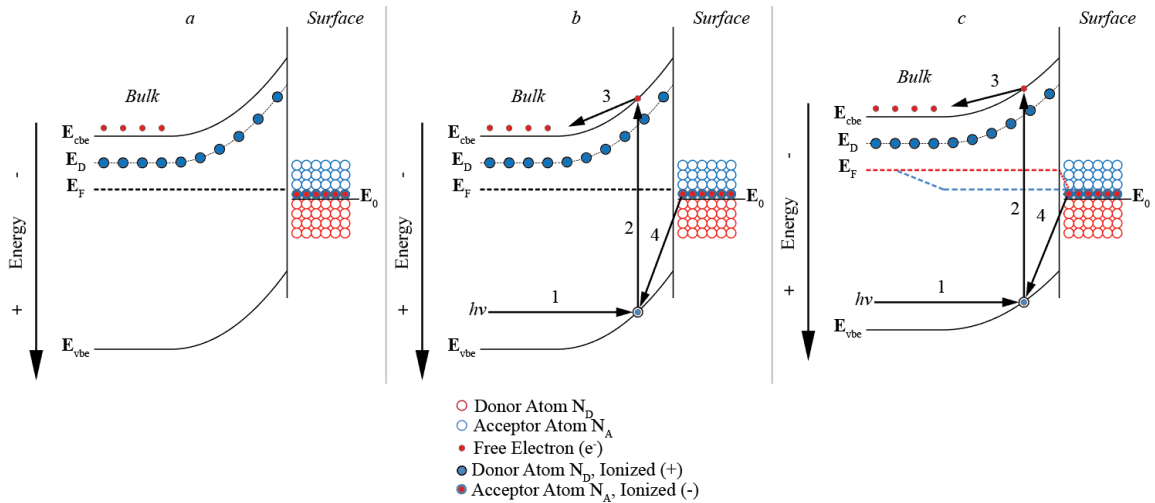 a
Surface
Bulk
E_cbe
E_D
E_F
E_0
E_vbe
-
Energy
+
b
Surface
Bulk
3
E_cbe
E_D
E_F
E_0
2
4
1
hν
E_vbe
-
Energy
+
c
Surface
Bulk
3
E_cbe
E_D
E_F
E_0
2
4
1
hν
E_vbe
-
Energy
+
Donor Atom N_D
Acceptor Atom N_A
Free Electron (e⁻)
Donor Atom N_D, Ionized (+)
Acceptor Atom N_A, Ionized (-)